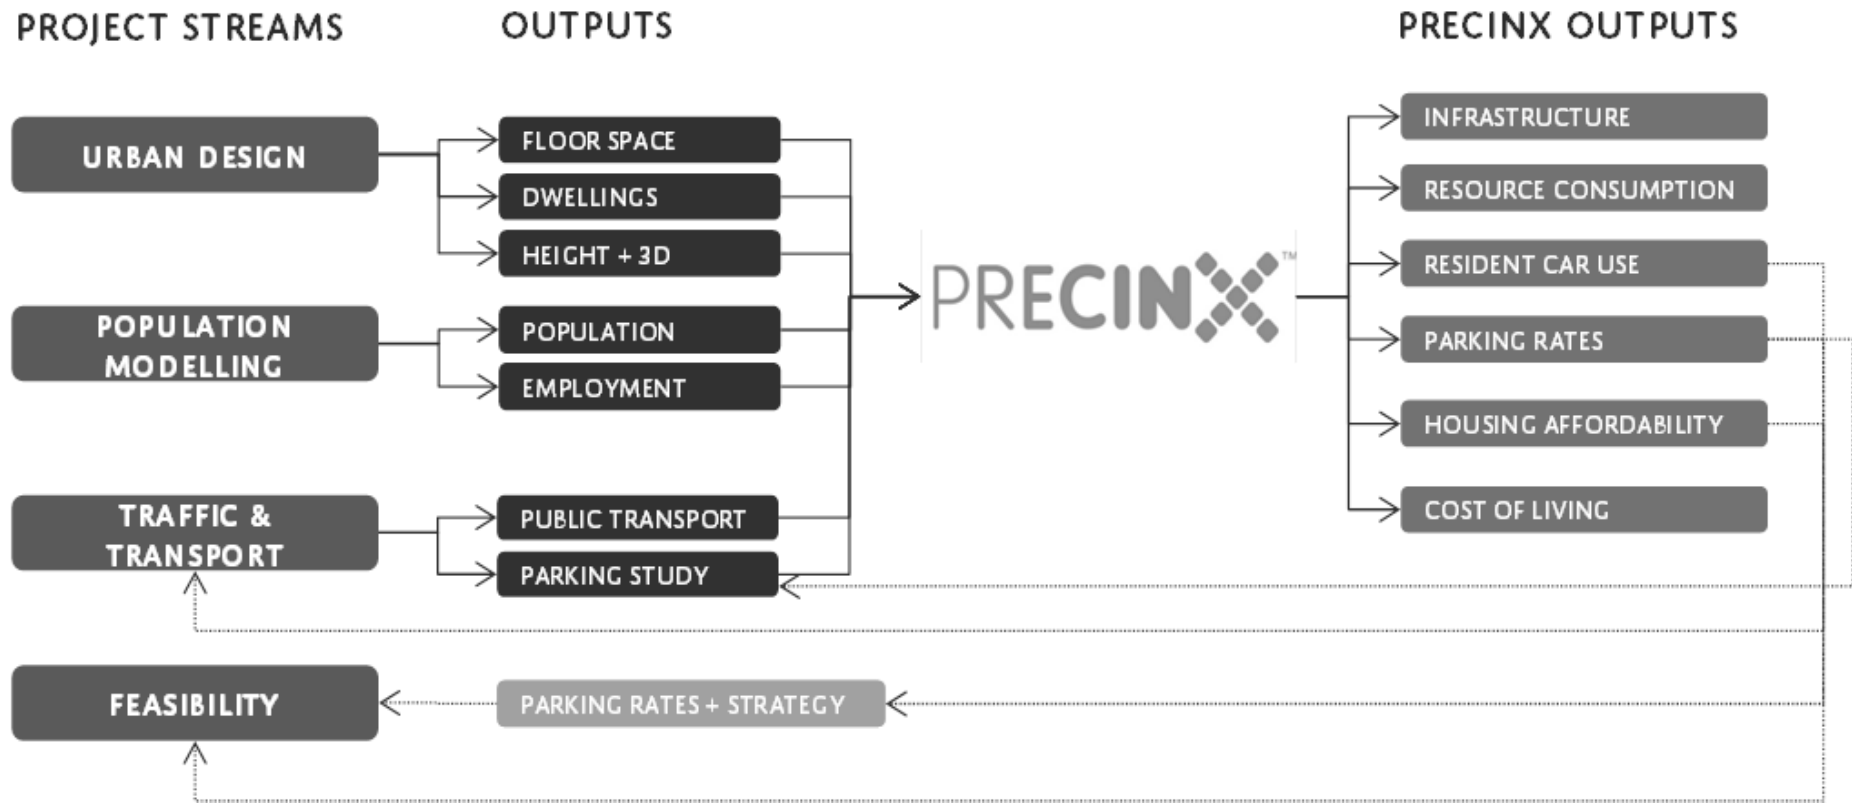 PROJECT STREAMS
OUTPUTS
PRECINX OUTPUTS
URBAN DESIGN
FLOOR SPACE
DWELLINGS
HEIGHT + 3D
POPULATION
MODELLING
POPULATION
EMPLOYMENT
TRAFFIC &
TRANSPORT
PUBLIC TRANSPORT
PARKING STUDY
FEASIBILITY
PARKING RATES + STRATEGY
PRECINX™
INFRASTRUCTURE
RESOURCE CONSUMPTION
RESIDENT CAR USE
PARKING RATES
HOUSING AFFORDABILITY
COST OF LIVING